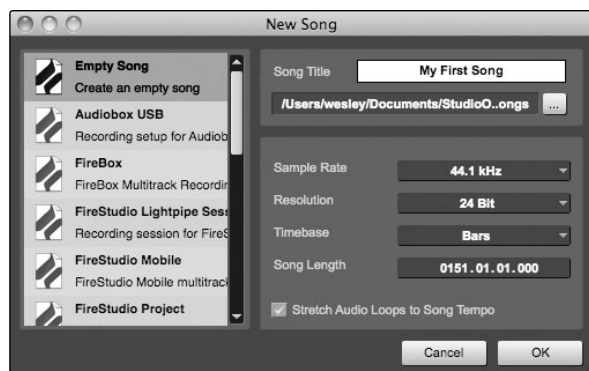 New Song
Empty Song
Create an empty song
Audiobox USB
Recording setup for Audiob
FireBox
FireBox Multitrack Recordin
FireStudio Lightpipe Sess
Recording session for FireS
FireStudio Mobile
FireStudio Mobile multitrac
FireStudio Project
Song Title My First Song
/Users/wesley/Documents/StudioO..ongs ...
Sample Rate 44.1 kHz
Resolution 24 Bit
Timebase Bars
Song Length 0151.01.01.000
Stretch Audio Loops to Song Tempo
Cancel OK